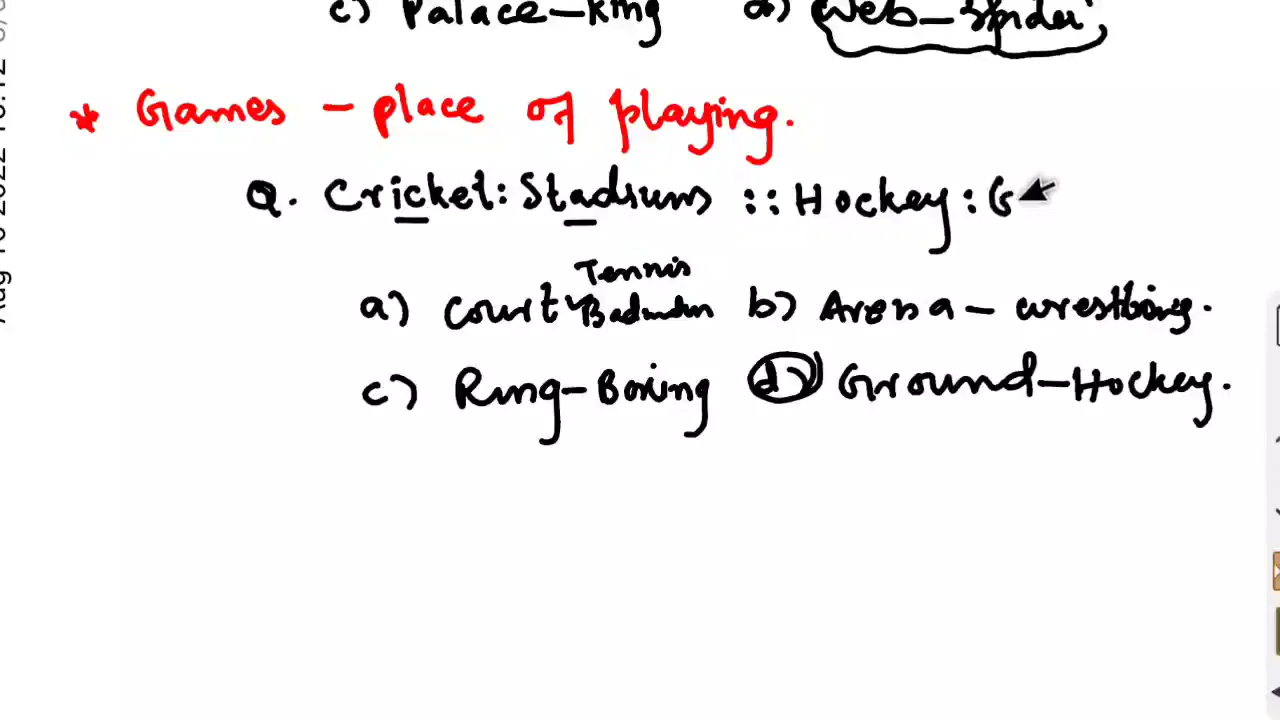 c) Palace-King d) Web-Spider.
* Games - place of playing.
Q. Cricket: Stadiums :: Hockey: G
Tennis
a) Court Badminton b) Arena - wrestling.
c) Ring-Boxing d) Ground-Hockey.